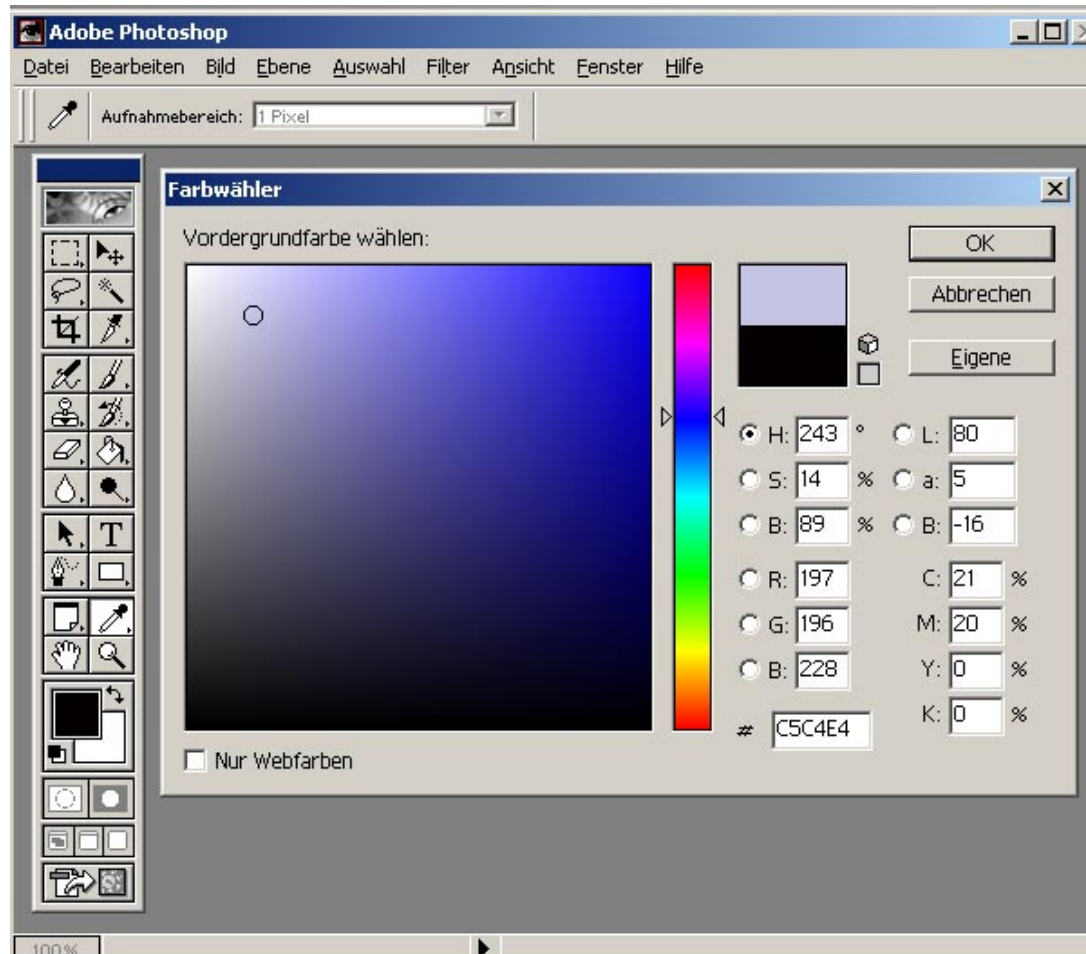 Adobe Photoshop
Datei Bearbeiten Bild Ebene Auswahl Filter Ansicht Fenster Hilfe
Aufnahmebereich: 1 Pixel
Farbwähler
Vordergrundfarbe wählen:
OK
Abbrechen
Eigene
H: 243 ° L: 80
S: 14 % a: 5
B: 89 % B: -16
R: 197 C: 21 %
G: 196 M: 20 %
B: 228 Y: 0 %
K: 0 %
# C5C4E4
Nur Webfarben
T
100%